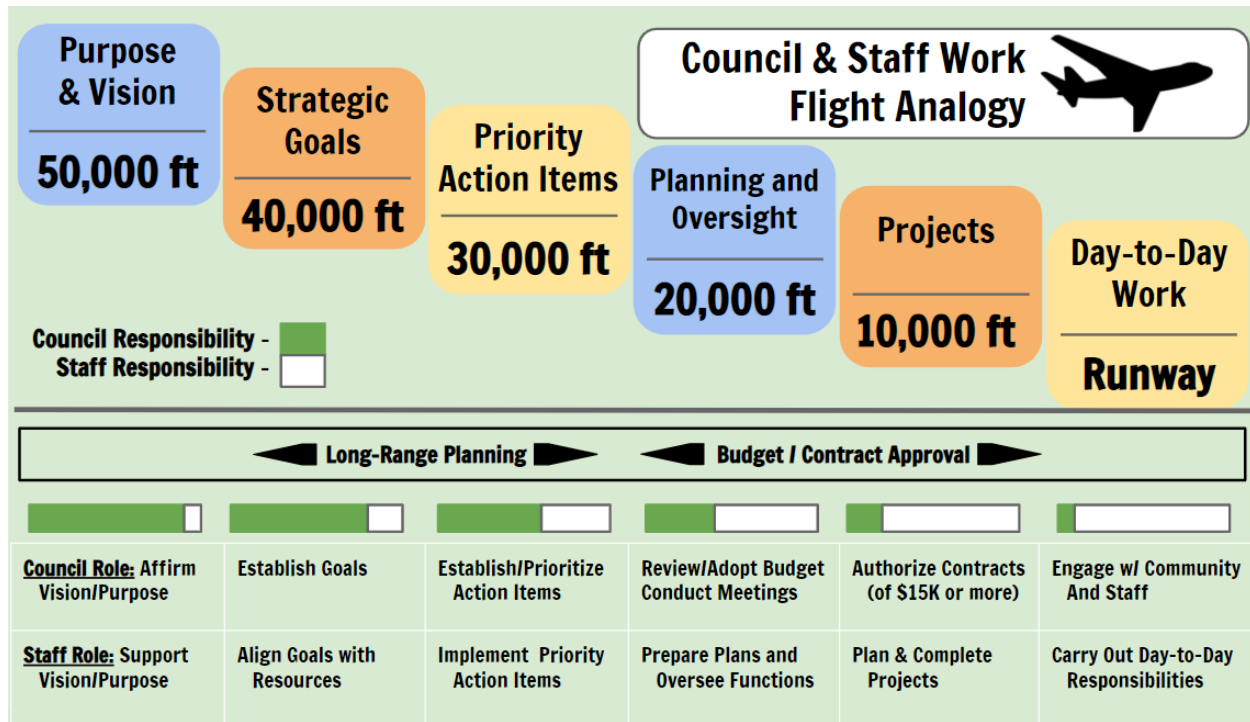 Purpose
& Vision
50,000 ft
Strategic
Goals
40,000 ft
Priority
Action Items
30,000 ft
Council & Staff Work
Flight Analogy
Planning and
Oversight
20,000 ft
Projects
10,000 ft
Day-to-Day
Work
Runway
Council Responsibility -
Staff Responsibility -
Long-Range Planning
Budget / Contract Approval
Council Role: Affirm
Vision/Purpose
Establish Goals
Establish/Prioritize
Action Items
Review/Adopt Budget
Conduct Meetings
Authorize Contracts
(of $15K or more)
Engage w/ Community
And Staff
Staff Role: Support
Vision/Purpose
Align Goals with
Resources
Implement Priority
Action Items
Prepare Plans and
Oversee Functions
Plan & Complete
Projects
Carry Out Day-to-Day
Responsibilities